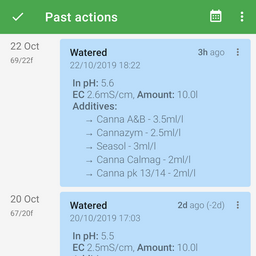 Past actions
22 Oct
69/22f
Watered
3h ago
22/10/2019 18:22
In pH: 5.6
EC 2.6mS/cm, Amount: 10.0l
Additives:
→ Canna A&B - 3.5ml/l
→ Cannazym - 2.5ml/l
→ Seasol - 3ml/l
→ Canna Calmag - 2ml/l
→ Canna pk 13/14 - 2ml/l
20 Oct
67/20f
Watered
2d ago (-2d)
20/10/2019 17:03
In pH: 5.5
EC 2.5mS/cm, Amount: 10.0l